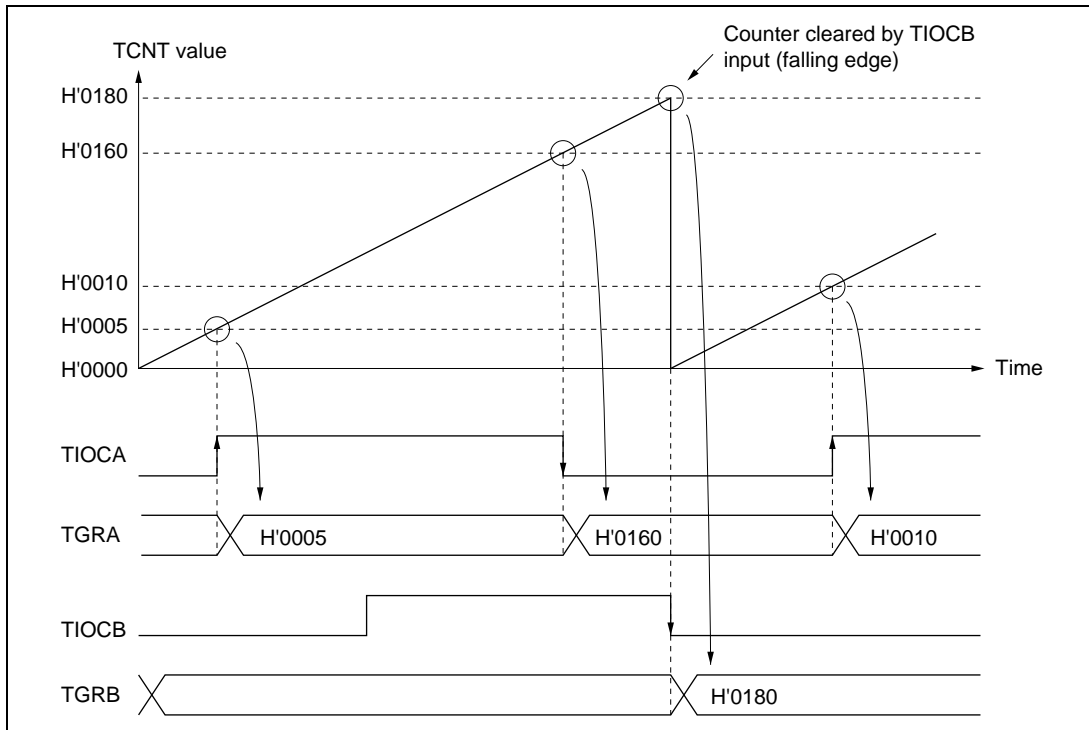 Counter cleared by TIOCB
input (falling edge)
TCNT value
H'0180
H'0160
H'0010
H'0005
H'0000
Time
TIOCA
TGRA
H'0005
H'0160
H'0010
TIOCB
TGRB
H'0180